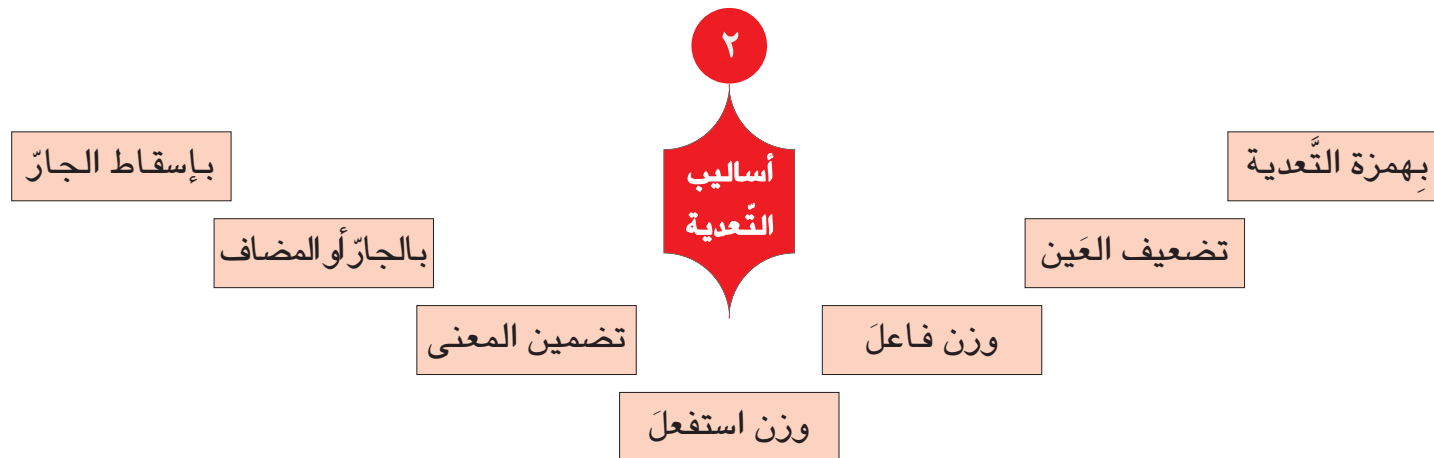 ٢
أساليب
التّعدية
بِهمزة التَّعدية
تضعيف العَين
وزن فاعلَ
وزن استفعلَ
تضمين المعنى
بالجارّ أو المضاف
بإسقاط الجارّ